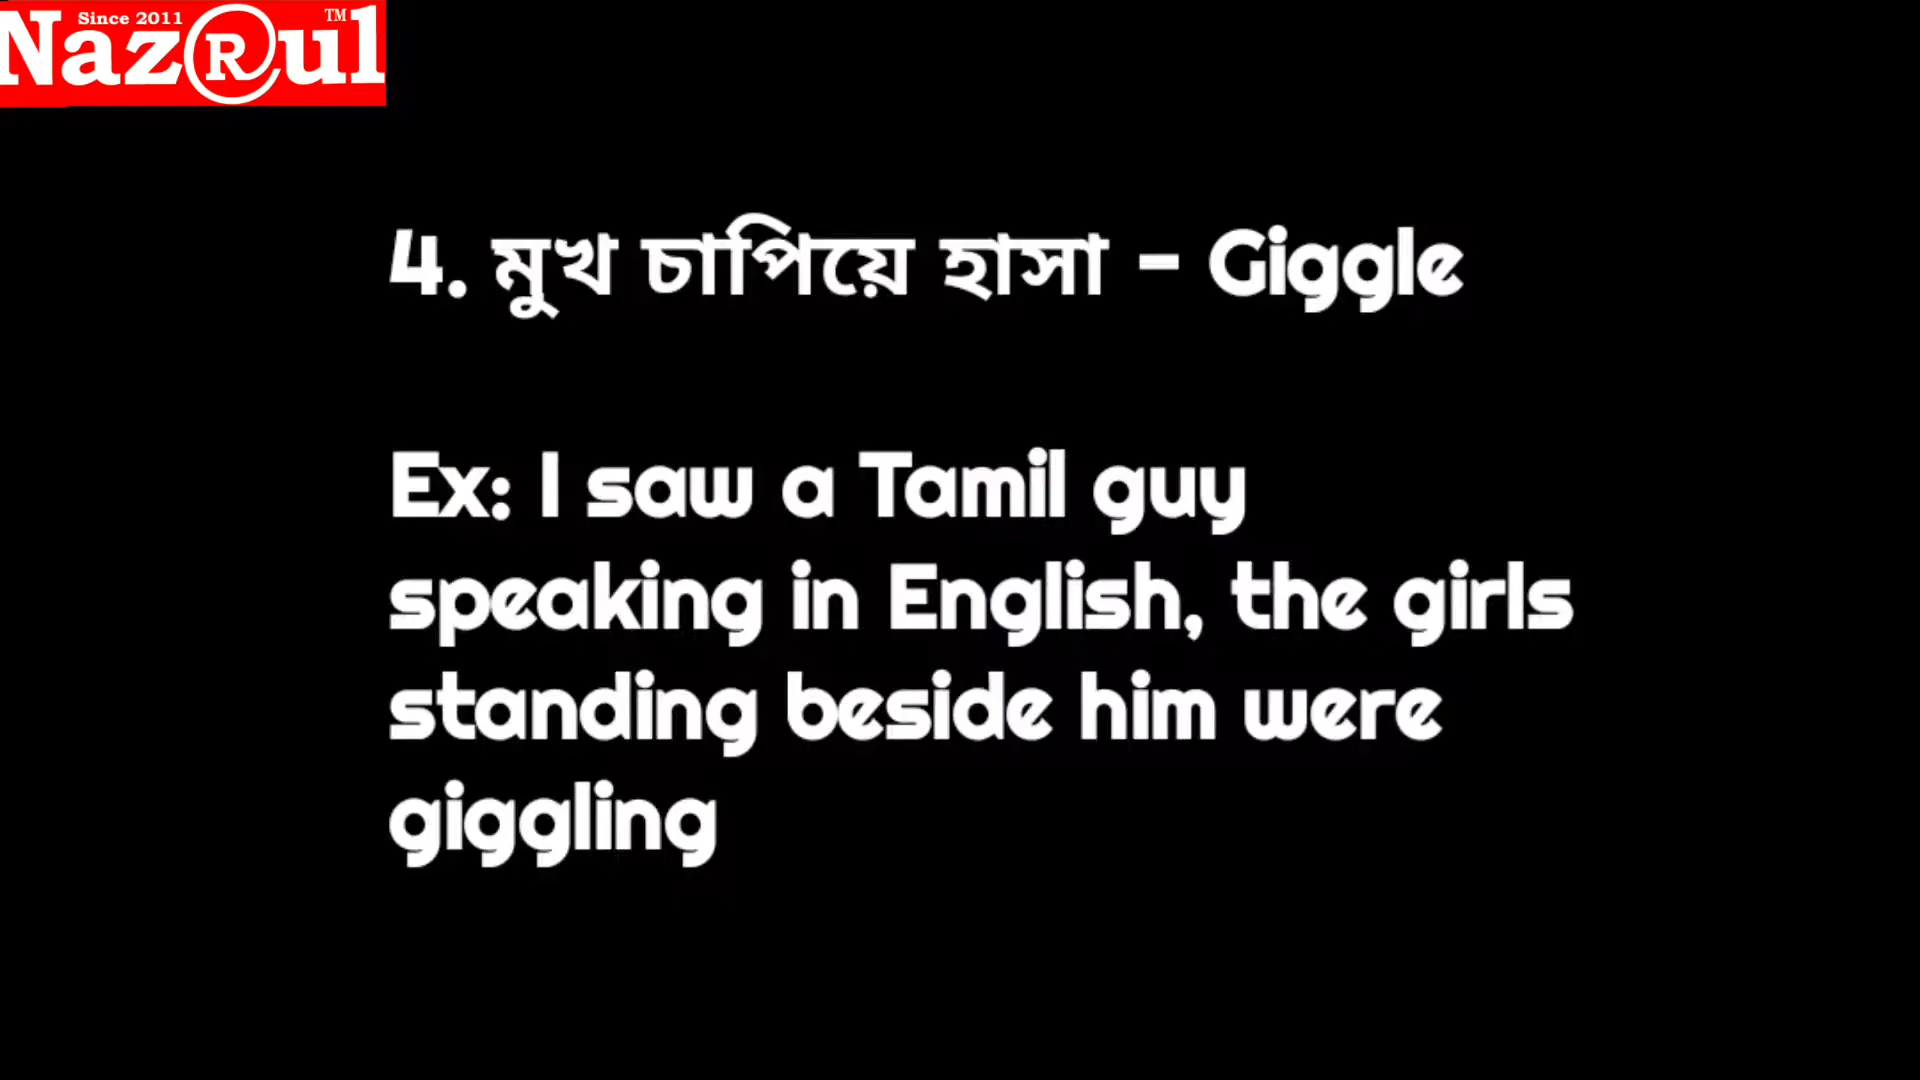 Since 2011
NazRul
TM
4. মুখ চাপিয়ে হাসা - Giggle
Ex: I saw a Tamil guy
speaking in English, the girls
standing beside him were
giggling